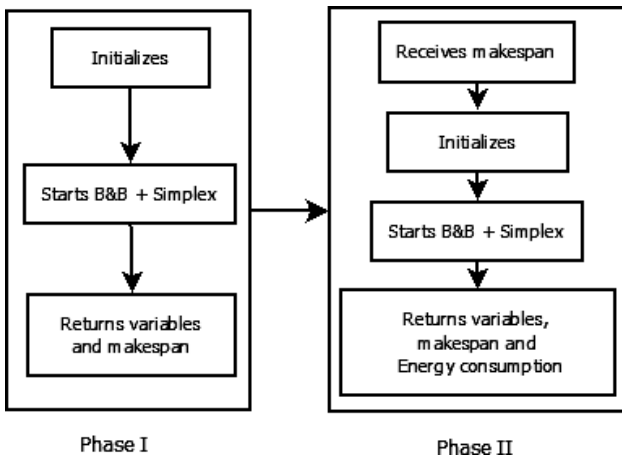 Initializes
Starts B&B + Simplex
Returns variables
and makespan
Phase I
Receives makespan
Initializes
Starts B&B + Simplex
Returns variables,
makespan and
Energy consumption
Phase II